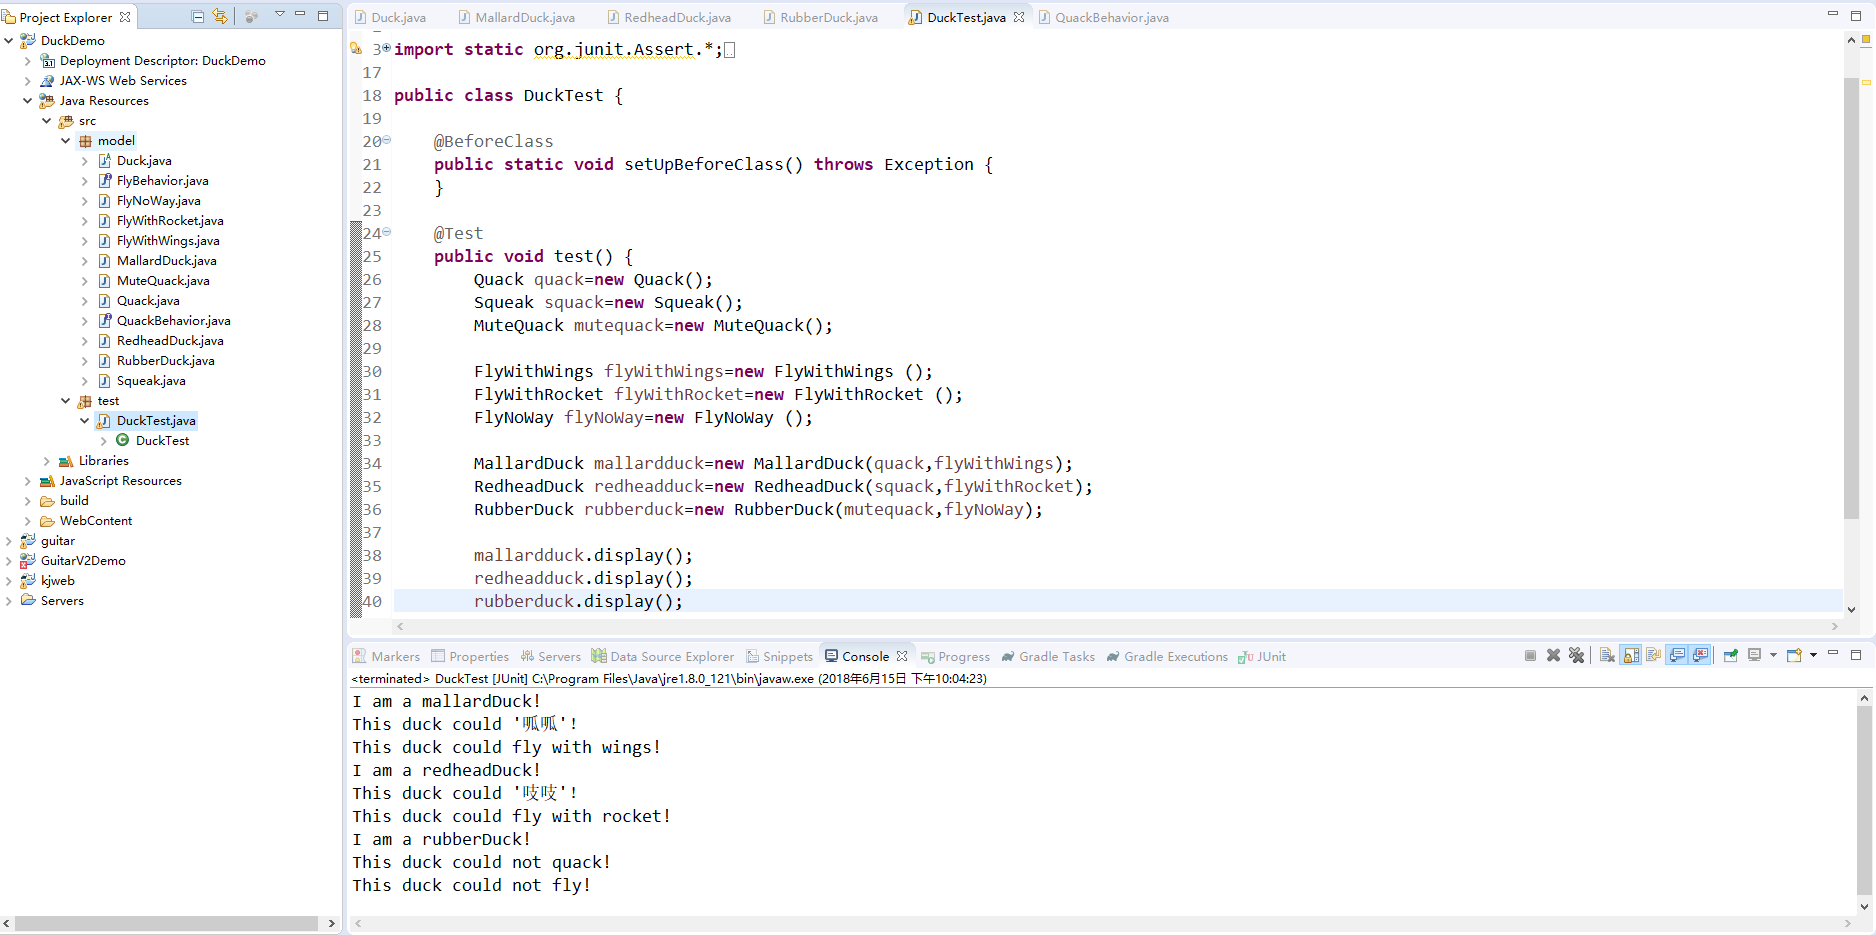 Project Explorer
DuckDemo
Deployment Descriptor: DuckDemo
JAX-WS Web Services
Java Resources
src
model
Duck.java
FlyBehavior.java
FlyNoWay.java
FlyWithRocket.java
FlyWithWings.java
MallardDuck.java
MuteQuack.java
Quack.java
QuackBehavior.java
RedheadDuck.java
RubberDuck.java
Squeak.java
test
DuckTest.java
DuckTest
Libraries
JavaScript Resources
build
WebContent
guitar
GuitarV2Demo
kjweb
Servers
Duck.java MallardDuck.java RedheadDuck.java RubberDuck.java DuckTest.java QuackBehavior.java
3 import static org.junit.Assert.*;
17
18 public class DuckTest {
19
20 @BeforeClass
21 public static void setUpBeforeClass() throws Exception {
22 }
23
24 @Test
25 public void test() {
26 Quack quack=new Quack();
27 Squeak squack=new Squeak();
28 MuteQuack mutequack=new MuteQuack();
29
30 FlyWithWings flyWithWings=new FlyWithWings ();
31 FlyWithRocket flyWithRocket=new FlyWithRocket ();
32 FlyNoWay flyNoWay=new FlyNoWay ();
33
34 MallardDuck mallardduck=new MallardDuck(quack,flyWithWings);
35 RedheadDuck redheadduck=new RedheadDuck(squack,flyWithRocket);
36 RubberDuck rubberduck=new RubberDuck(mutequack,flyNoWay);
37
38 mallardduck.display();
39 redheadduck.display();
40 rubberduck.display();
Markers Properties Servers Data Source Explorer Snippets Console Progress Gradle Tasks Gradle Executions JUnit
<terminated> DuckTest [JUnit] C:\Program Files\Java\jre1.8.0_121\bin\javaw.exe (2018年6月15日 下午10:04:23)
I am a mallardDuck!
This duck could '呱呱'!
This duck could fly with wings!
I am a redheadDuck!
This duck could '吱吱'!
This duck could fly with rocket!
I am a rubberDuck!
This duck could not quack!
This duck could not fly!